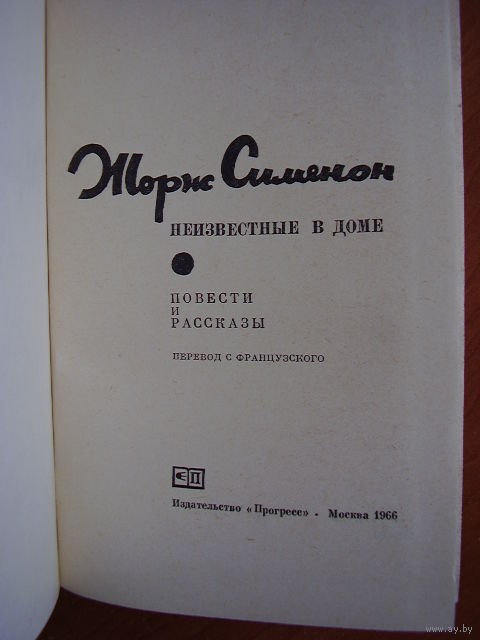 Жорж Сименон
НЕИЗВЕСТНЫЕ В ДОМЕ
ПОВЕСТИ
И
РАССКАЗЫ
ПЕРЕВОД С ФРАНЦУЗСКОГО
Издательство «Прогресс» · Москва 1966
www.ay.by